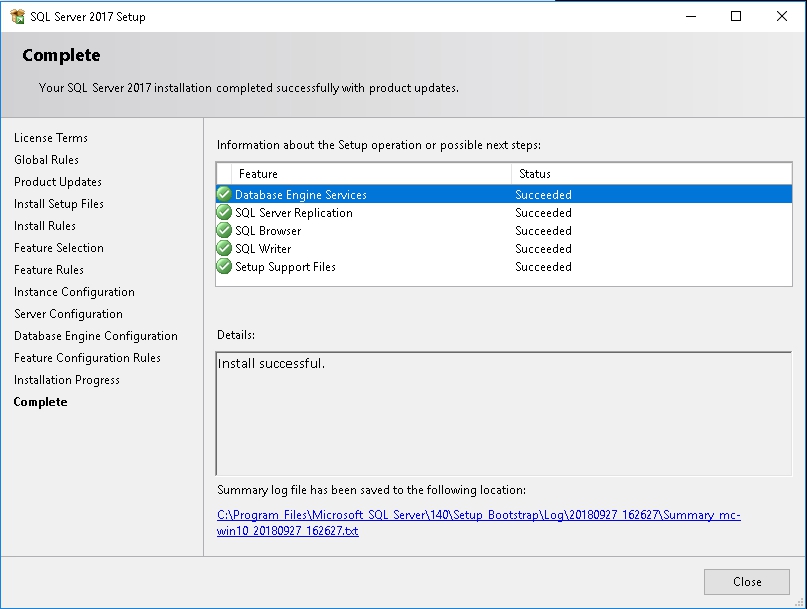 SQL Server 2017 Setup
Complete
Your SQL Server 2017 installation completed successfully with product updates.
License Terms
Global Rules
Product Updates
Install Setup Files
Install Rules
Feature Selection
Feature Rules
Instance Configuration
Server Configuration
Database Engine Configuration
Feature Configuration Rules
Installation Progress
Complete
Information about the Setup operation or possible next steps:
Feature Status
Database Engine Services Succeeded
SQL Server Replication Succeeded
SQL Browser Succeeded
SQL Writer Succeeded
Setup Support Files Succeeded
Details:
Install successful.
Summary log file has been saved to the following location:
C:\Program Files\Microsoft SQL Server\140\Setup Bootstrap\Log\20180927_162627\Summary_mc-
win10_20180927_162627.txt
Close